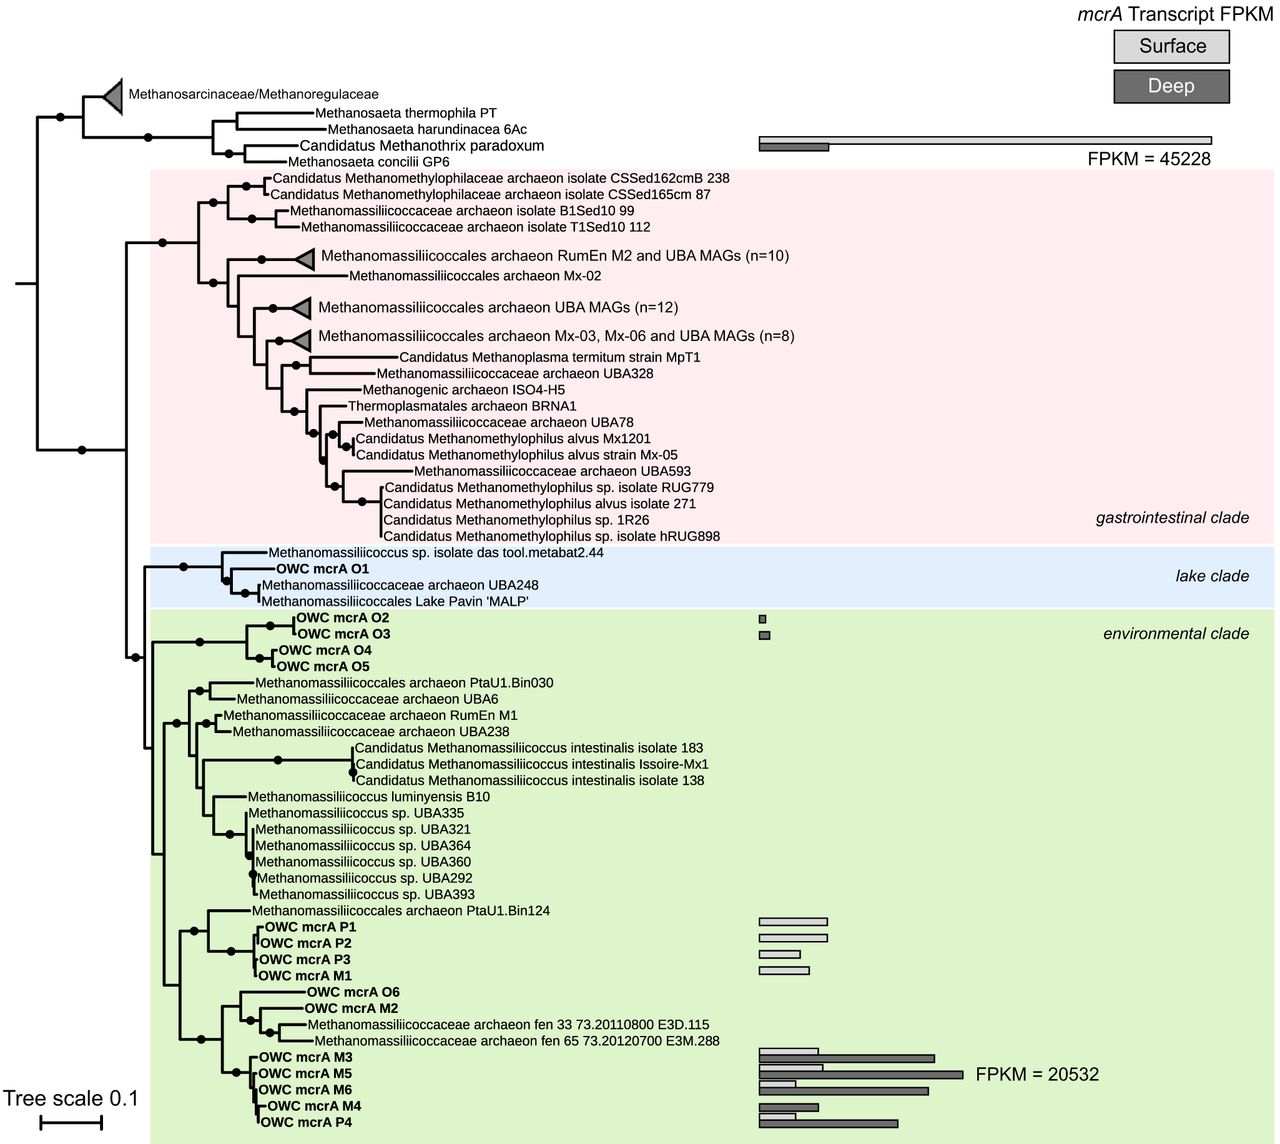 mcrA Transcript FPKM
Surface
Deep
Methanosarcinaceae/Methanoregulaceae
Methanosaeta thermophila PT
Methanosaeta harundinacea 6Ac
Candidatus Methanothrix paradoxum
Methanosaeta concilii GP6
FPKM = 45228
Candidatus Methanomethylophilaceae archaeon isolate CSSed162cmB 238
Candidatus Methanomethylophilaceae archaeon isolate CSSed165cm 87
Methanomassiliicoccaceae archaeon isolate B1Sed10 99
Methanomassiliicoccaceae archaeon isolate T1Sed10 112
Methanomassiliicoccales archaeon RumEn M2 and UBA MAGs (n=10)
Methanomassiliicoccales archaeon Mx-02
Methanomassiliicoccales archaeon UBA MAGs (n=12)
Methanomassiliicoccales archaeon Mx-03, Mx-06 and UBA MAGs (n=8)
Candidatus Methanoplasma termitum strain MpT1
Methanomassiliicoccaceae archaeon UBA328
Methanogenic archaeon ISO4-H5
Thermoplasmatales archaeon BRNA1
Methanomassiliicoccaceae archaeon UBA78
Candidatus Methanomethylophilus alvus Mx1201
Candidatus Methanomethylophilus alvus strain Mx-05
Methanomassiliicoccaceae archaeon UBA593
Candidatus Methanomethylophilus sp. isolate RUG779
Candidatus Methanomethylophilus alvus isolate 271
Candidatus Methanomethylophilus sp. 1R26
Candidatus Methanomethylophilus sp. isolate hRUG898
gastrointestinal clade
Methanomassiliicoccus sp. isolate das tool.metabat2.44
OWC mcrA O1
Methanomassiliicoccaceae archaeon UBA248
Methanomassiliicoccales Lake Pavin 'MALP'
lake clade
OWC mcrA O2
OWC mcrA O3
OWC mcrA O4
OWC mcrA O5
environmental clade
Methanomassiliicoccales archaeon PtaU1.Bin030
Methanomassiliicoccaceae archaeon UBA6
Methanomassiliicoccaceae archaeon RumEn M1
Methanomassiliicoccaceae archaeon UBA238
Candidatus Methanomassiliicoccus intestinalis isolate 183
Candidatus Methanomassiliicoccus intestinalis Issoire-Mx1
Candidatus Methanomassiliicoccus intestinalis isolate 138
Methanomassiliicoccus luminyensis B10
Methanomassiliicoccus sp. UBA335
Methanomassiliicoccus sp. UBA321
Methanomassiliicoccus sp. UBA364
Methanomassiliicoccus sp. UBA360
Methanomassiliicoccus sp. UBA292
Methanomassiliicoccus sp. UBA393
Methanomassiliicoccales archaeon PtaU1.Bin124
OWC mcrA P1
OWC mcrA P2
OWC mcrA P3
OWC mcrA M1
OWC mcrA O6
OWC mcrA M2
Methanomassiliicoccaceae archaeon fen 33 73.20110800 E3D.115
Methanomassiliicoccaceae archaeon fen 65 73.20120700 E3M.288
OWC mcrA M3
OWC mcrA M5
FPKM = 20532
OWC mcrA M6
OWC mcrA M4
OWC mcrA P4
Tree scale 0.1